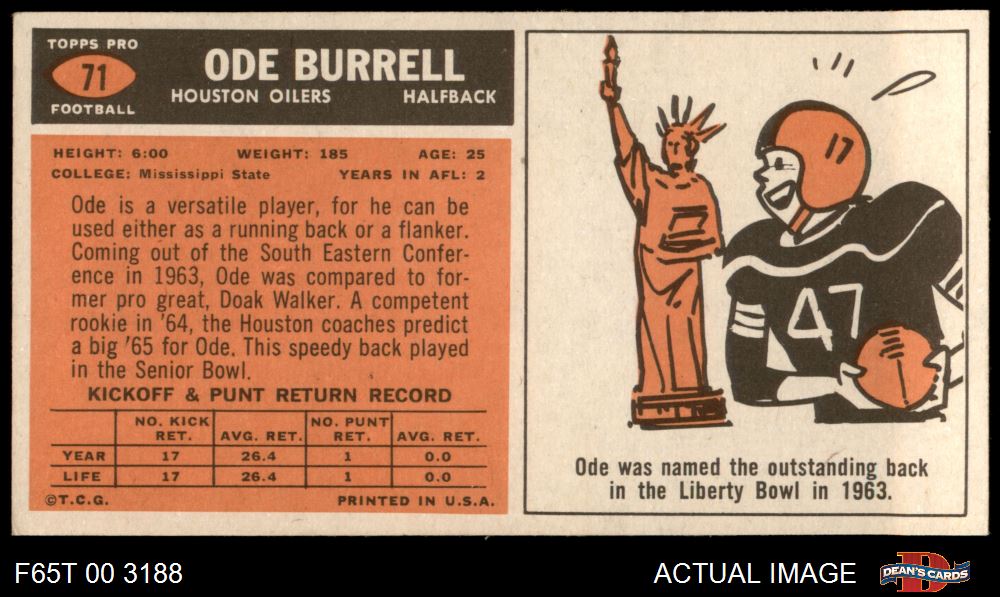 TOPPS PRO
71
FOOTBALL
ODE BURRELL
HOUSTON OILERS HALFBACK
HEIGHT: 6:00 WEIGHT: 185 AGE: 25
COLLEGE: Mississippi State YEARS IN AFL: 2
Ode is a versatile player, for he can be
used either as a running back or a flanker.
Coming out of the South Eastern Confer-
ence in 1963, Ode was compared to for-
mer pro great, Doak Walker. A competent
rookie in '64, the Houston coaches predict
a big '65 for Ode. This speedy back played
in the Senior Bowl.
KICKOFF & PUNT RETURN RECORD
NO. KICK RET. AVG. RET. NO. PUNT RET. AVG. RET.
YEAR 17 26.4 1 0.0
LIFE 17 26.4 1 0.0
©T.C.G. PRINTED IN U.S.A.
17
47
Ode was named the outstanding back
in the Liberty Bowl in 1963.
F65T 00 3188
ACTUAL IMAGE
D
DEAN'S CARDS